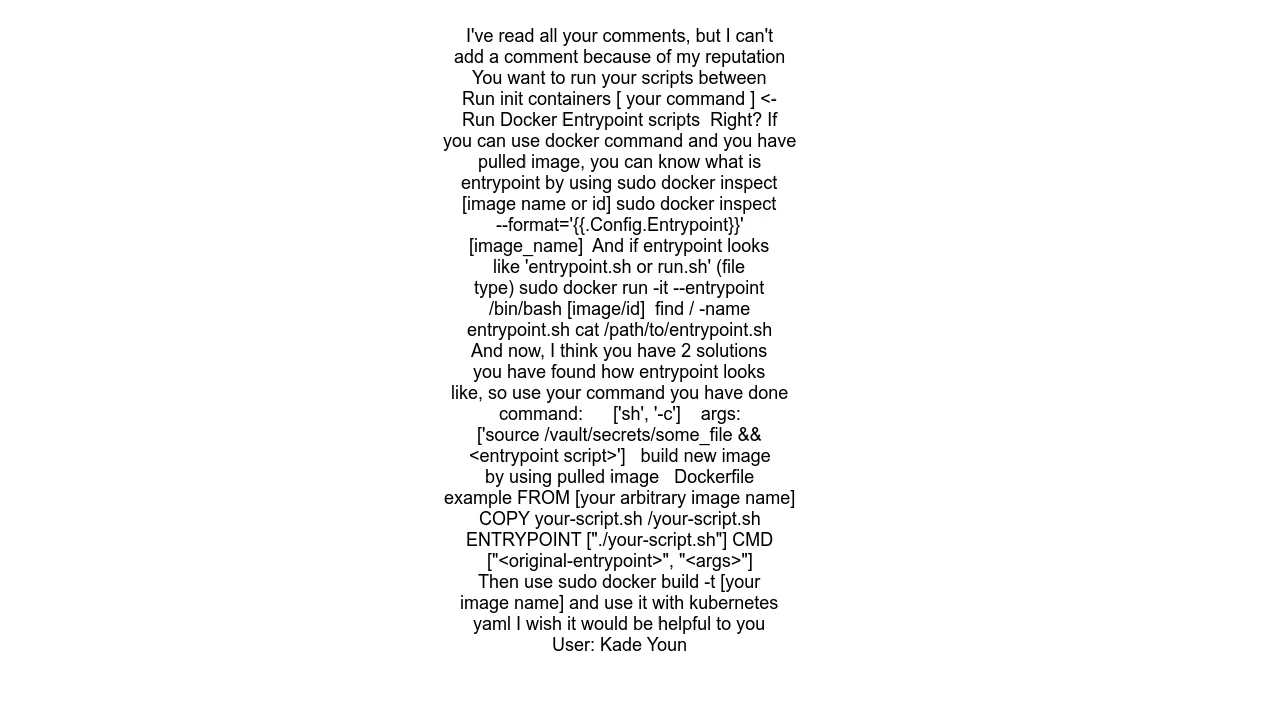 I've read all your comments, but I can't
add a comment because of my reputation
You want to run your scripts between
Run init containers [ your command ] <-
Run Docker Entrypoint scripts  Right? If
you can use docker command and you have
pulled image, you can know what is
entrypoint by using sudo docker inspect
[image name or id] sudo docker inspect
--format='{{.Config.Entrypoint}}'
[image_name]  And if entrypoint looks
like 'entrypoint.sh or run.sh' (file
type) sudo docker run -it --entrypoint
/bin/bash [image/id]  find / -name
entrypoint.sh cat /path/to/entrypoint.sh
And now, I think you have 2 solutions
you have found how entrypoint looks
like, so use your command you have done
command:      ['sh', '-c']    args:
['source /vault/secrets/some_file &&
<entrypoint script>']   build new image
by using pulled image   Dockerfile
example FROM [your arbitrary image name]
COPY your-script.sh /your-script.sh
ENTRYPOINT ["./your-script.sh"] CMD
["<original-entrypoint>", "<args>"]
Then use sudo docker build -t [your
image name] and use it with kubernetes
yaml I wish it would be helpful to you
User: Kade Youn